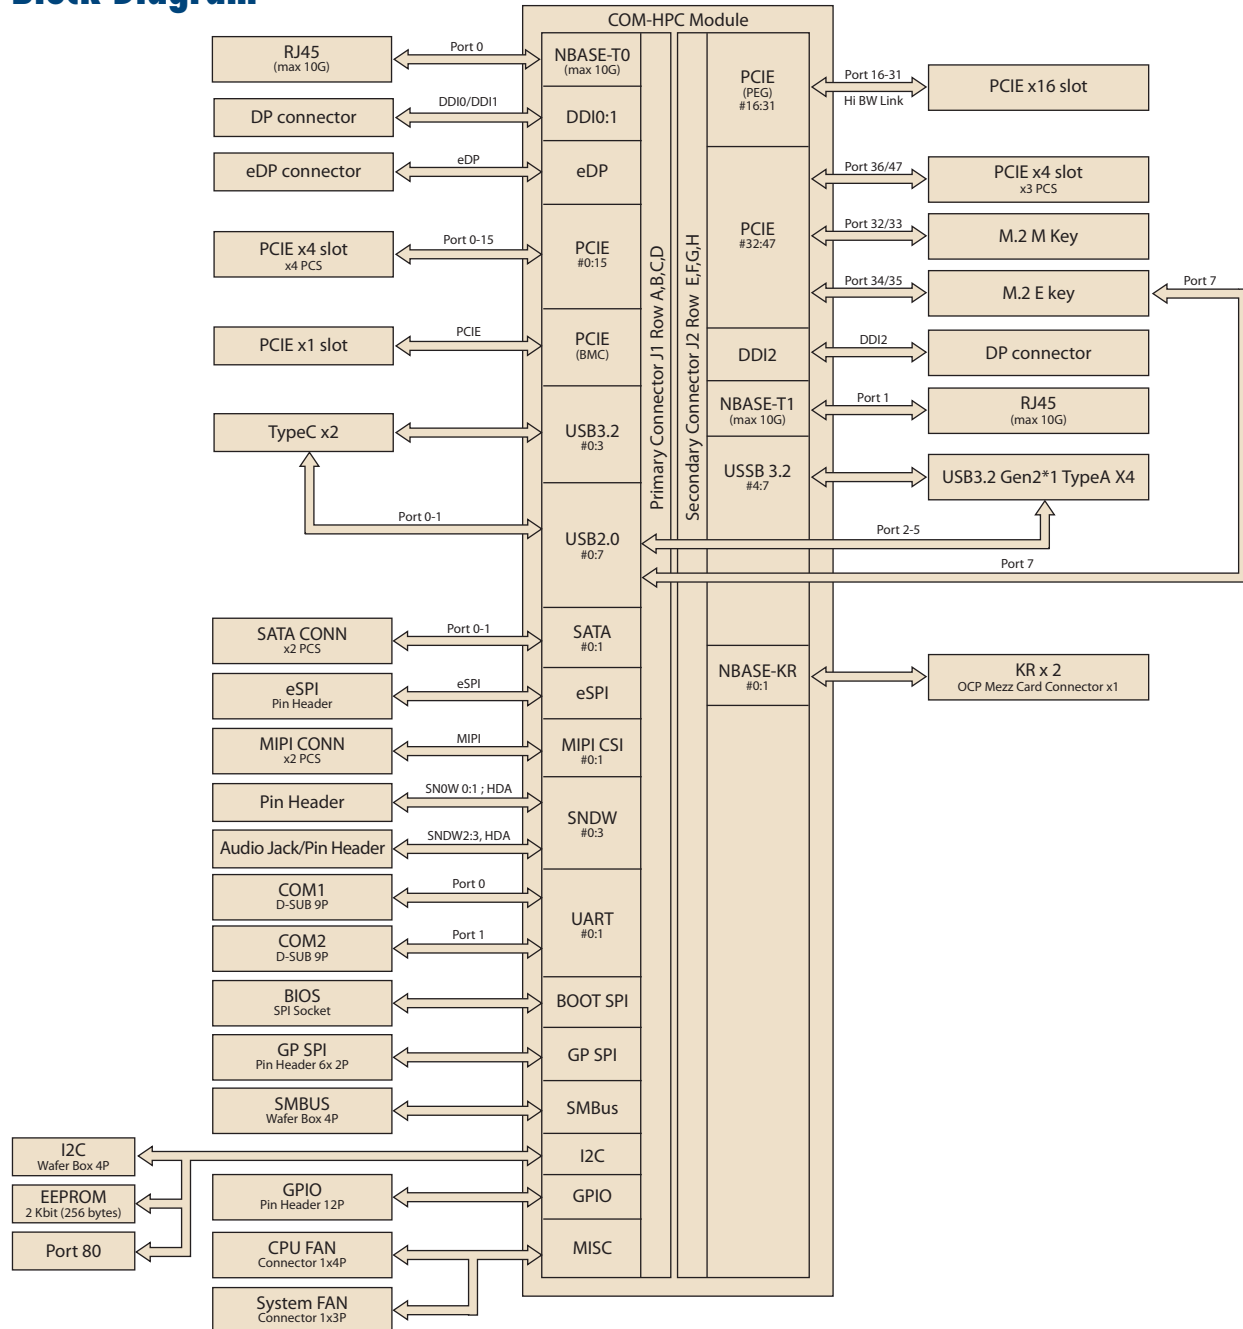 Block Diagram
COM-HPC Module
RJ45
(max 10G)
Port 0
NBASE-T0
(max 10G)
DP connector
DDI0/DDI1
DDI0:1
eDP connector
eDP
eDP
PCIE x4 slot
x4 PCS
Port 0-15
PCIE
#0:15
PCIE x1 slot
PCIE
PCIE
(BMC)
TypeC x2
USB3.2
#0:3
Port 0-1
USB2.0
#0:7
SATA CONN
x2 PCS
Port 0-1
SATA
#0:1
eSPI
Pin Header
eSPI
eSPI
MIPI CONN
x2 PCS
MIPI
MIPI CSI
#0:1
Pin Header
SN0W 0:1 ; HDA
SNDW
#0:3
Audio Jack/Pin Header
SNDW2:3, HDA
COM1
D-SUB 9P
Port 0
UART
#0:1
COM2
D-SUB 9P
Port 1
BIOS
SPI Socket
BOOT SPI
GP SPI
Pin Header 6x 2P
GP SPI
SMBUS
Wafer Box 4P
SMBus
I2C
Wafer Box 4P
I2C
EEPROM
2 Kbit (256 bytes)
GPIO
Pin Header 12P
GPIO
Port 80
CPU FAN
Connector 1x4P
MISC
System FAN
Connector 1x3P
Primary Connector J1 Row A,B,C,D
Secondary Connector J2 Row E,F,G,H
PCIE
(PEG)
#16:31
Port 16-31
Hi BW Link
PCIE x16 slot
PCIE
#32:47
Port 36/47
PCIE x4 slot
x3 PCS
Port 32/33
M.2 M Key
Port 34/35
M.2 E key
Port 7
DDI2
DDI2
DP connector
NBASE-T1
(max 10G)
Port 1
RJ45
(max 10G)
USSB 3.2
#4:7
USB3.2 Gen2*1 TypeA X4
Port 2-5
Port 7
NBASE-KR
#0:1
KR x 2
OCP Mezz Card Connector x1